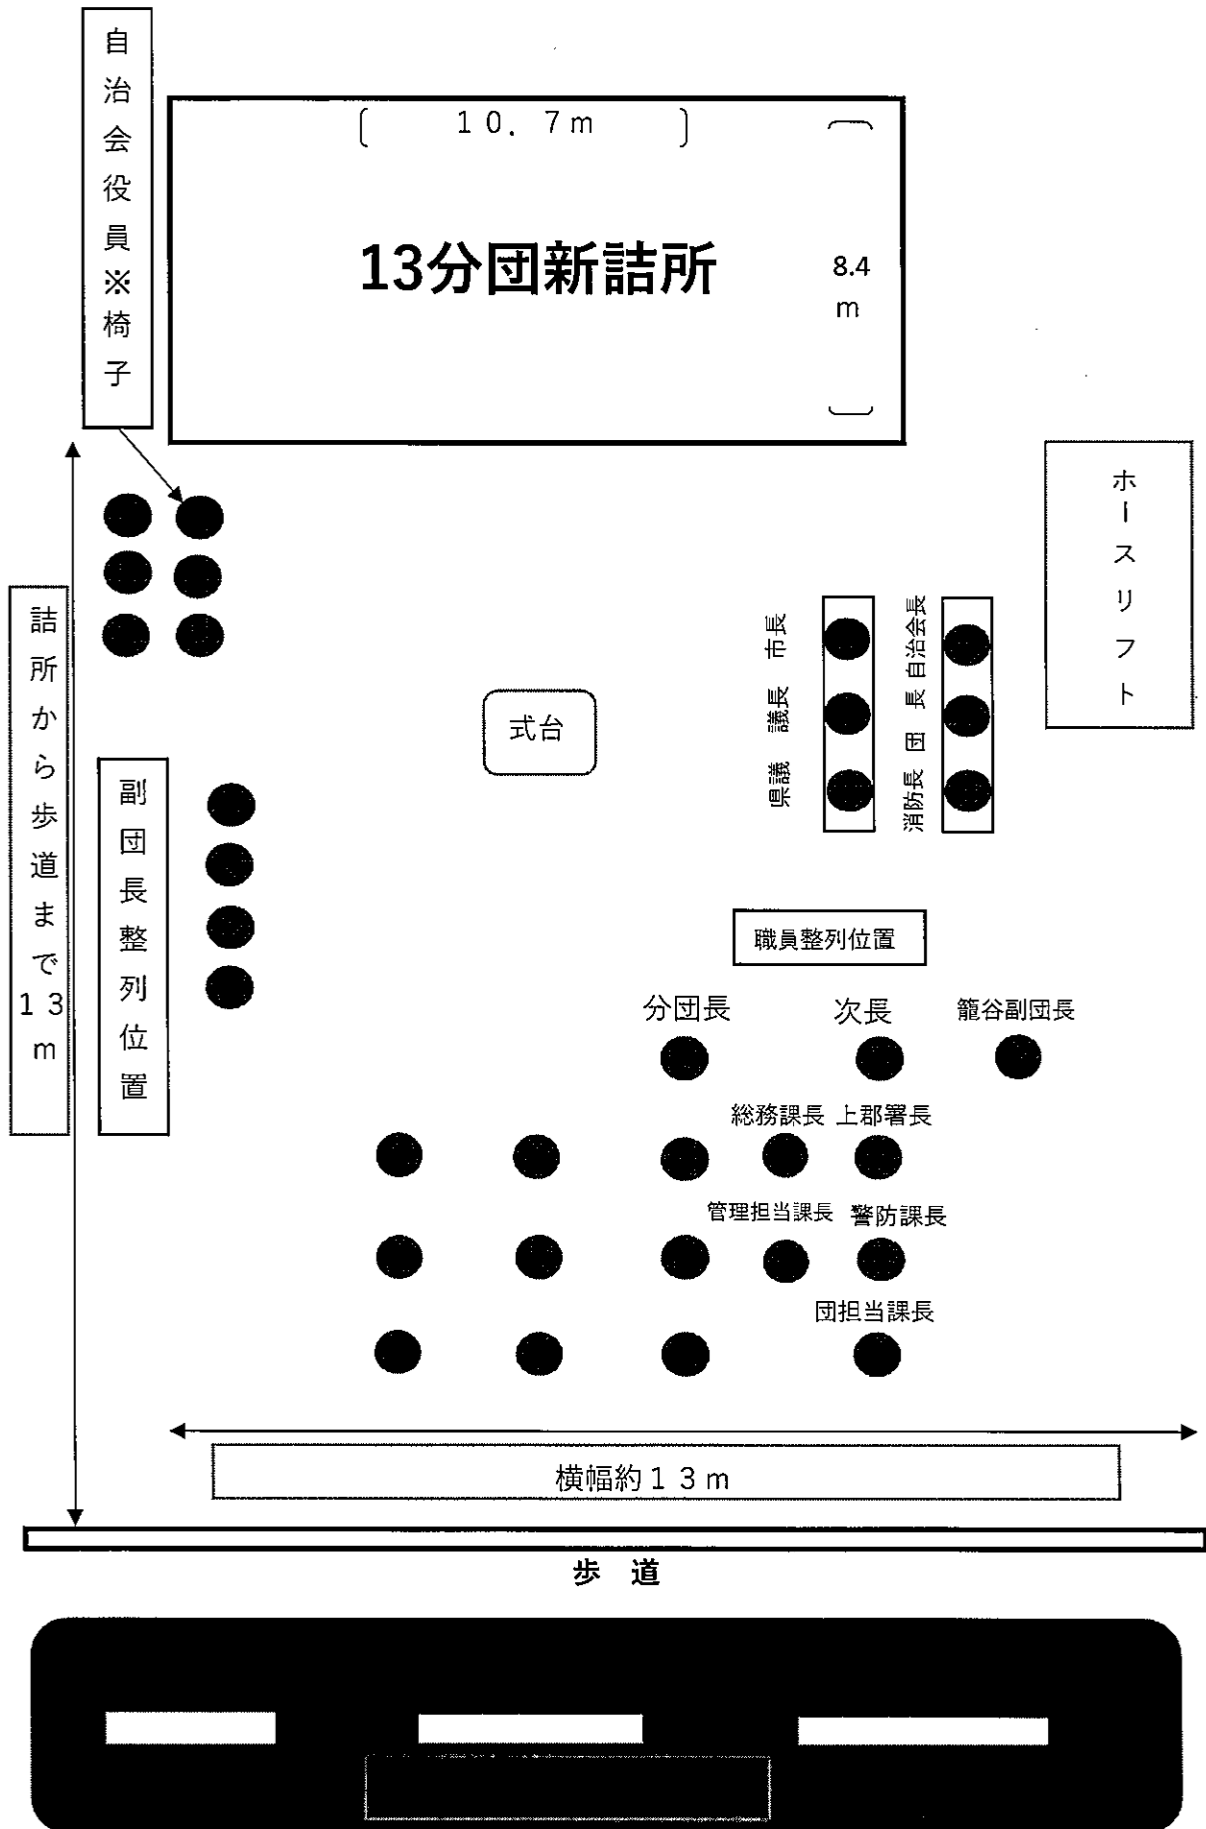 自治会役員※椅子
10．7m
13分団新詰所
8.4
m
ホースリフト
詰所から歩道まで13m
市長
議長
県議
自治会長
団長
消防長
式台
副団長整列位置
職員整列位置
分団長
次長
籠谷副団長
総務課長
上郡署長
管理担当課長
警防課長
団担当課長
横幅約13m
歩　道